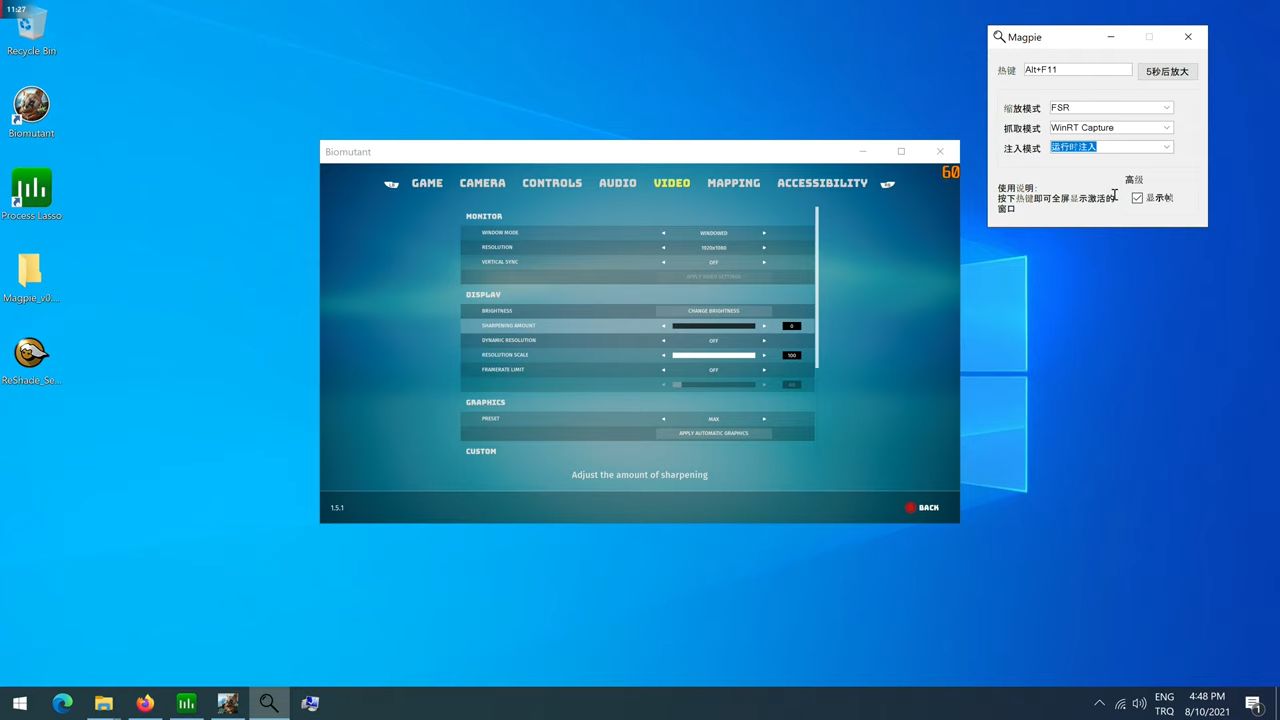 11:27
Recycle Bin
Biomutant
Process Lasso
Magpie_v0....
ReShade_Se...
Magpie
热键
Alt+F11
5秒后放大
缩放模式
FSR
抓取模式
WinRT Capture
注入模式
运行时注入
高级
使用说明:
按下热键即可全屏显示激活的
窗口
显示帧
Biomutant
60
GAME CAMERA CONTROLS AUDIO VIDEO MAPPING ACCESSIBILITY
MONITOR
WINDOW MODE WINDOWED
RESOLUTION 1920x1080
VERTICAL SYNC OFF
APPLY VIDEO SETTINGS
DISPLAY
BRIGHTNESS CHANGE BRIGHTNESS
SHARPENING AMOUNT 0
DYNAMIC RESOLUTION OFF
RESOLUTION SCALE 100
FRAMERATE LIMIT OFF
GRAPHICS
PRESET MAX
APPLY AUTOMATIC GRAPHICS
CUSTOM
Adjust the amount of sharpening
1.5.1
BACK
ENG
TRQ
4:48 PM
8/10/2021
1